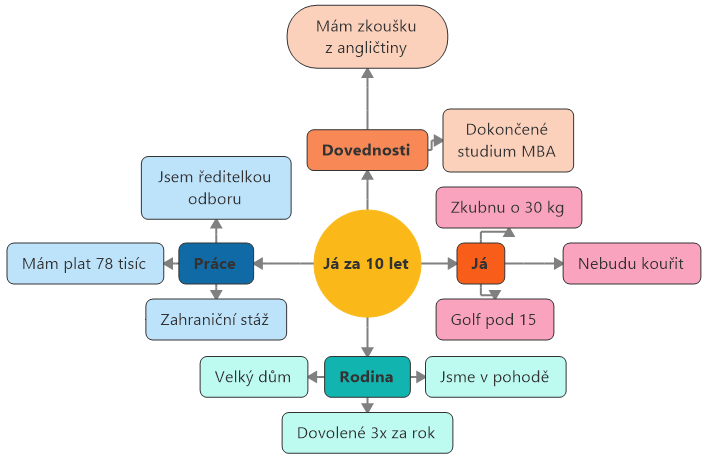 Mám zkoušku
z angličtiny
Dovednosti
Dokončené
studium MBA
Jsem ředitelkou
odboru
Zkubnu o 30 kg
Mám plat 78 tisíc
Práce
Já za 10 let
Já
Nebudu kouřit
Zahraniční stáž
Golf pod 15
Velký dům
Rodina
Jsme v pohodě
Dovolené 3x za rok